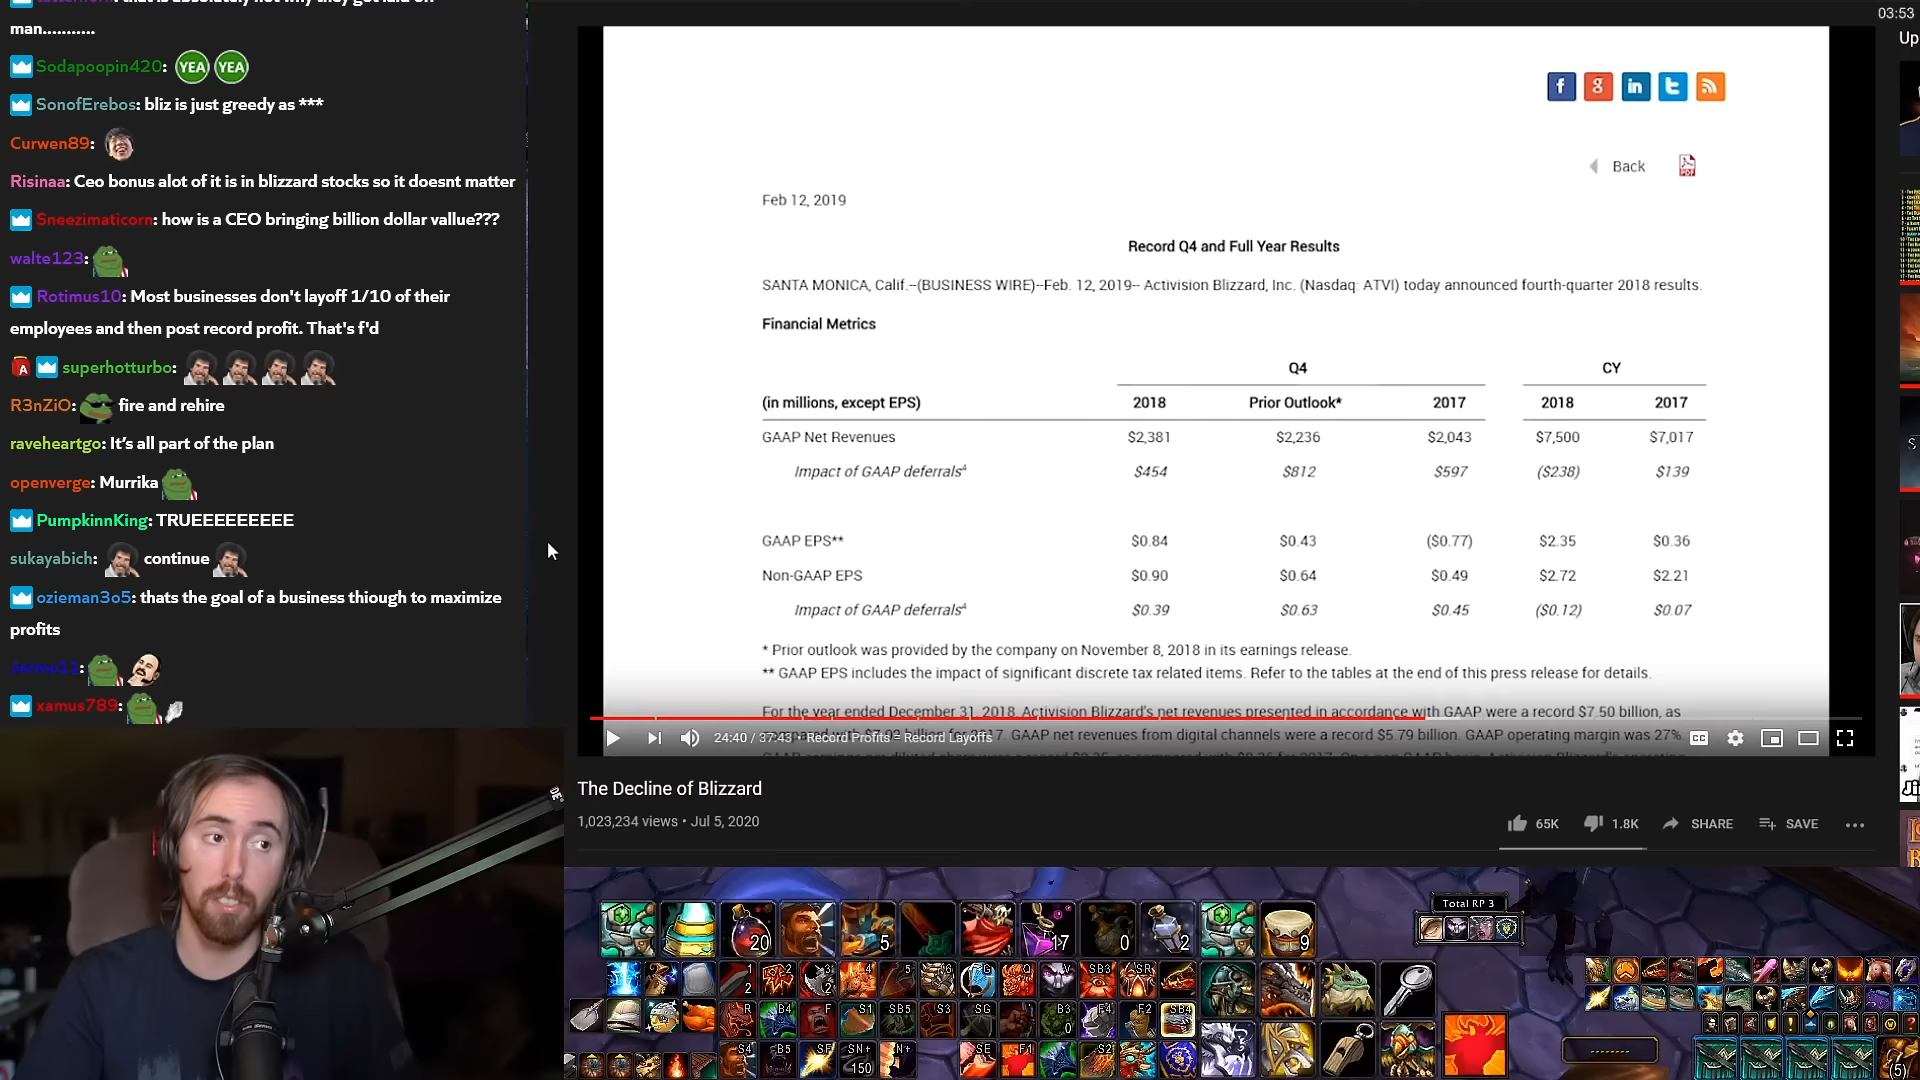 man...........
Sodapoopin420: YEA YEA
SonofErebos: bliz is just greedy as ***
Curwen89:
Risinaa: Ceo bonus alot of it is in blizzard stocks so it doesnt matter
Sneezimaticorn: how is a CEO bringing billion dollar vallue???
walte123:
Rotimus10: Most businesses don't layoff 1/10 of their
employees and then post record profit. That's f'd
superhotturbo:
R3nZiO: fire and rehire
raveheartgo: It's all part of the plan
openverge: Murrika
PumpkinnKing: TRUEEEEEEEEE
sukayabich: continue
ozieman3o5: thats the goal of a business thiough to maximize
profits
Jermp11:
xamus789:
03:53
Up
Back
PDF
Feb 12, 2019
Record Q4 and Full Year Results
SANTA MONICA, Calif.--(BUSINESS WIRE)--Feb. 12, 2019-- Activision Blizzard, Inc. (Nasdaq: ATVI) today announced fourth-quarter 2018 results.
Financial Metrics
Q4 CY
(in millions, except EPS) 2018 Prior Outlook* 2017 2018 2017
GAAP Net Revenues $2,381 $2,236 $2,043 $7,500 $7,017
Impact of GAAP deferrals⁴ $454 $812 $597 ($238) $139
GAAP EPS** $0.84 $0.43 ($0.77) $2.35 $0.36
Non-GAAP EPS $0.90 $0.64 $0.49 $2.72 $2.21
Impact of GAAP deferrals⁴ $0.39 $0.63 $0.45 ($0.12) $0.07
* Prior outlook was provided by the company on November 8, 2018 in its earnings release.
** GAAP EPS includes the impact of significant discrete tax related items. Refer to the tables at the end of this press release for details.
For the year ended December 31, 2018, Activision Blizzard's net revenues presented in accordance with GAAP were a record $7.50 billion, as
2017. GAAP net revenues from digital channels were a record $5.79 billion. GAAP operating margin was 27%
24:40 / 37:43 • Record Profits = Record Layoffs
CC
The Decline of Blizzard
1,023,234 views • Jul 5, 2020
65K 1.8K SHARE SAVE
Total RP 3
20 5 17 0 2 9
150
(5)